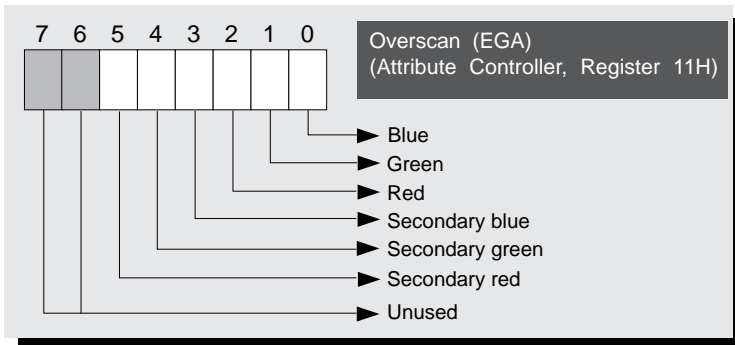 7 6 5 4 3 2 1 0
Overscan (EGA)
(Attribute Controller, Register 11H)
Blue
Green
Red
Secondary blue
Secondary green
Secondary red
Unused